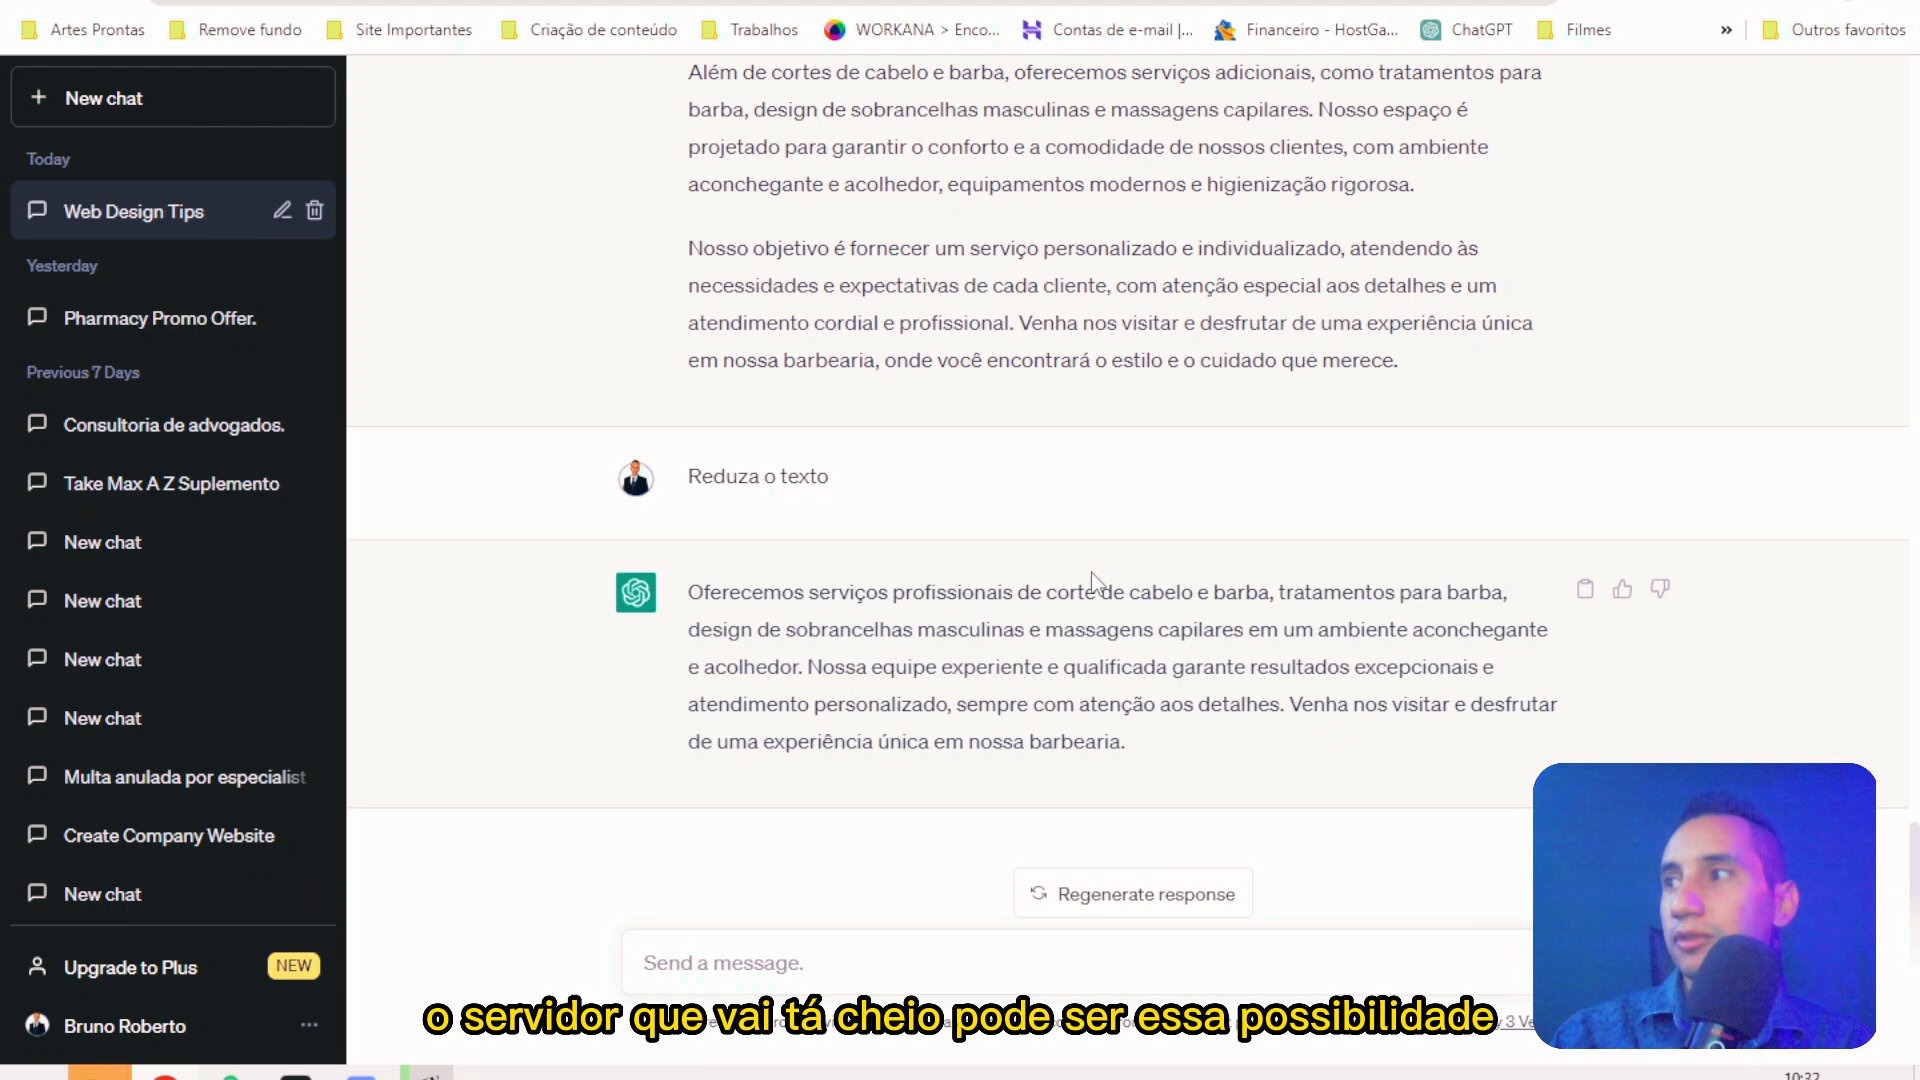 Artes Prontas
Remove fundo
Site Importantes
Criação de conteúdo
Trabalhos
WORKANA > Enco...
Contas de e-mail |...
Financeiro - HostGa...
ChatGPT
Filmes
»
Outros favoritos
+ New chat
Today
Web Design Tips
Yesterday
Pharmacy Promo Offer.
Previous 7 Days
Consultoria de advogados.
Take Max A Z Suplemento
New chat
New chat
New chat
New chat
Multa anulada por especialist
Create Company Website
New chat
Upgrade to Plus
NEW
Bruno Roberto
Além de cortes de cabelo e barba, oferecemos serviços adicionais, como tratamentos para
barba, design de sobrancelhas masculinas e massagens capilares. Nosso espaço é
projetado para garantir o conforto e a comodidade de nossos clientes, com ambiente
aconchegante e acolhedor, equipamentos modernos e higienização rigorosa.
Nosso objetivo é fornecer um serviço personalizado e individualizado, atendendo às
necessidades e expectativas de cada cliente, com atenção especial aos detalhes e um
atendimento cordial e profissional. Venha nos visitar e desfrutar de uma experiência única
em nossa barbearia, onde você encontrará o estilo e o cuidado que merece.
Reduza o texto
Oferecemos serviços profissionais de corte de cabelo e barba, tratamentos para barba,
design de sobrancelhas masculinas e massagens capilares em um ambiente aconchegante
e acolhedor. Nossa equipe experiente e qualificada garante resultados excepcionais e
atendimento personalizado, sempre com atenção aos detalhes. Venha nos visitar e desfrutar
de uma experiência única em nossa barbearia.
Regenerate response
Send a message.
o servidor que vai tá cheio pode ser essa possibilidade
10:32